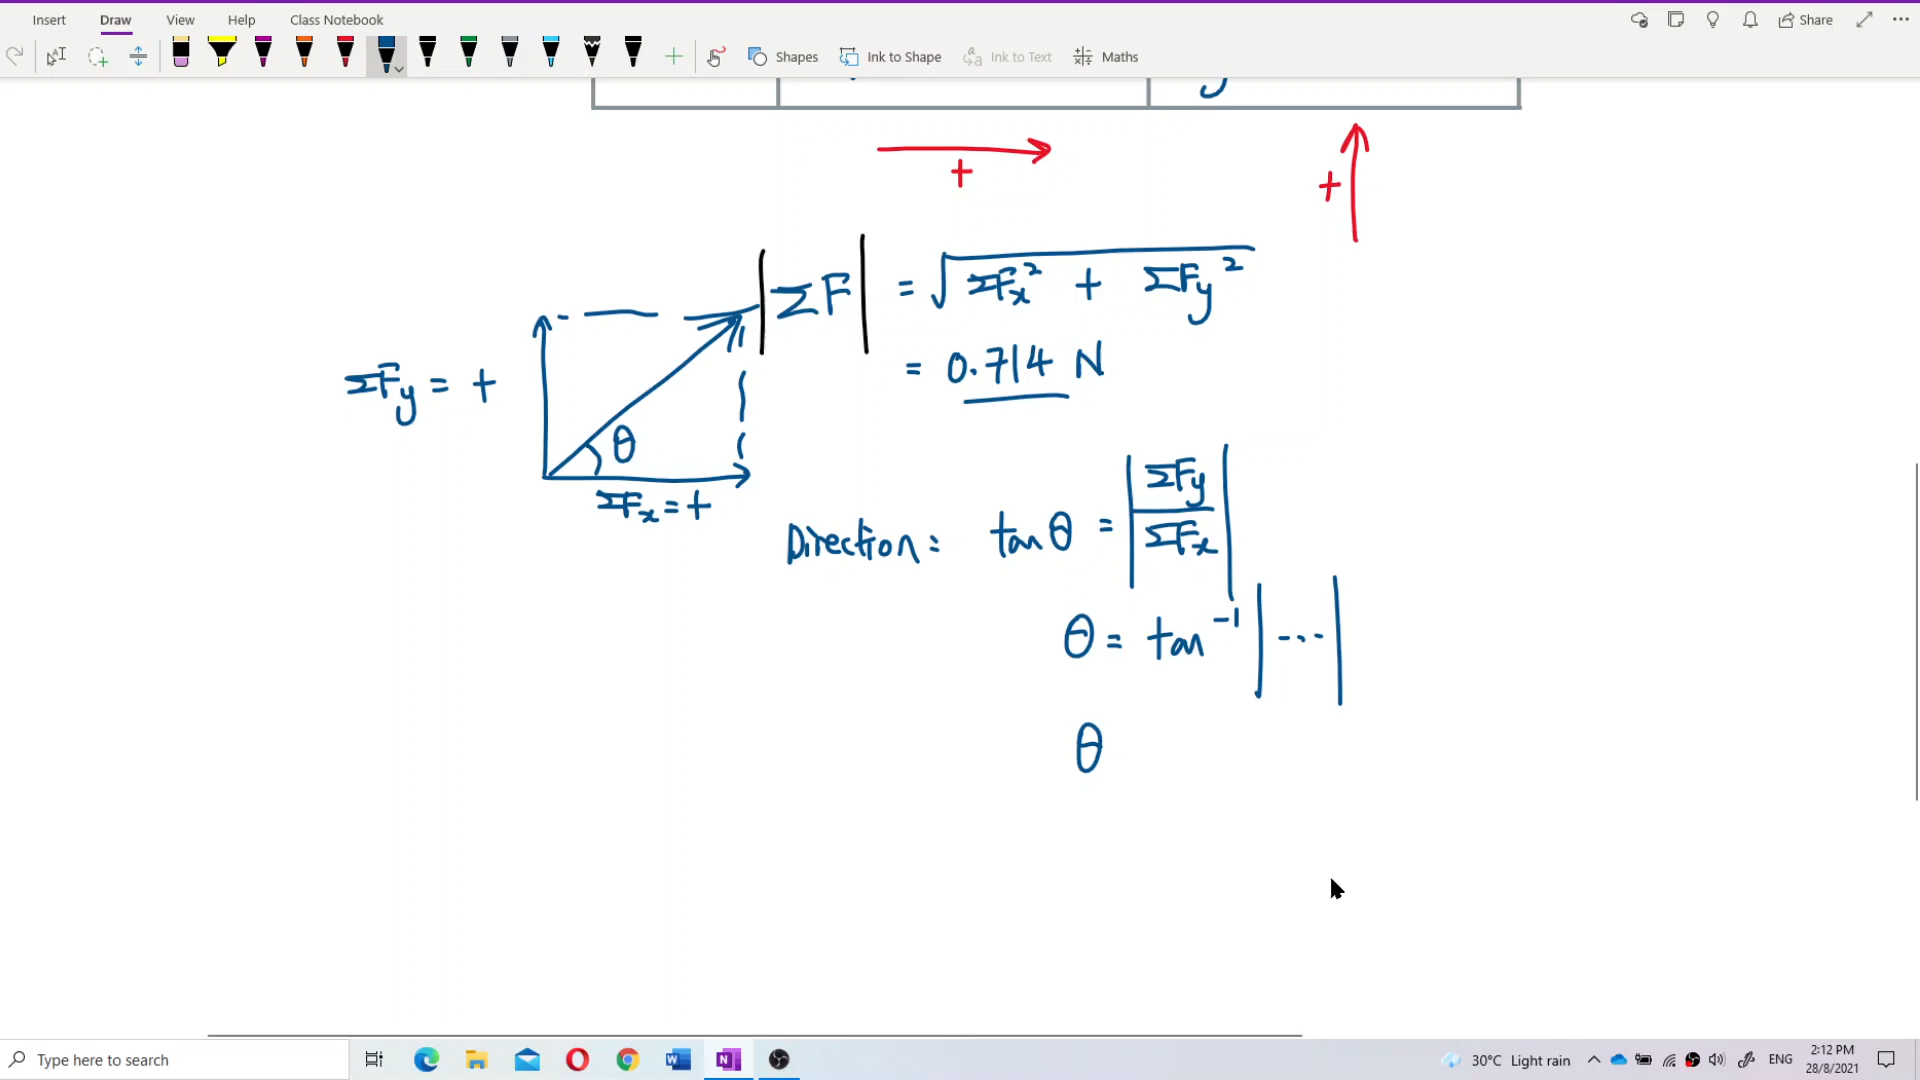 Insert Draw View Help Class Notebook Share
Shapes Ink to Shape Ink to Text Maths
y
+
+
|ΣF| = √ΣFx² + ΣFy²
= 0.714 N
ΣFy = +
θ
ΣFx = +
Direction: tan θ = |ΣFy / ΣFx|
θ = tan⁻¹ |...|
θ
Type here to search
30°C Light rain
ENG
2:12 PM
28/8/2021